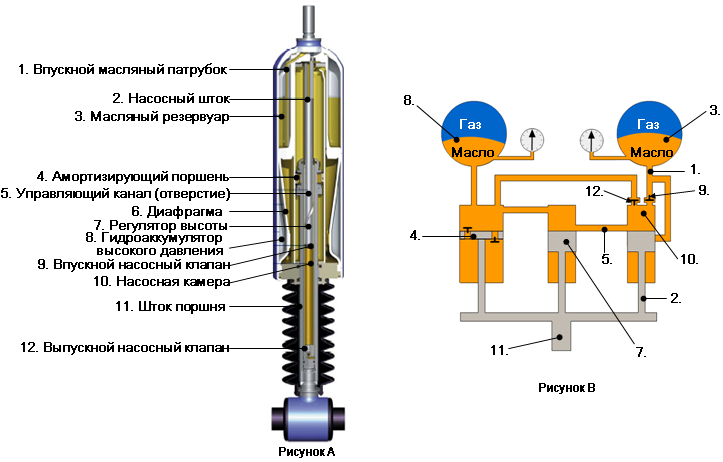 1. Впускной масляный патрубок
2. Насосный шток
3. Масляный резервуар
4. Амортизирующий поршень
5. Управляющий канал (отверстие)
6. Диафрагма
7. Регулятор высоты
8. Гидроаккумулятор
высокого давления
9. Впускной насосный клапан
10. Насосная камера
11. Шток поршня
12. Выпускной насосный клапан
Рисунок А
8.
Газ
Масло
Газ
Масло
3.
1.
12.
9.
4.
5.
10.
2.
11.
7.
Рисунок В